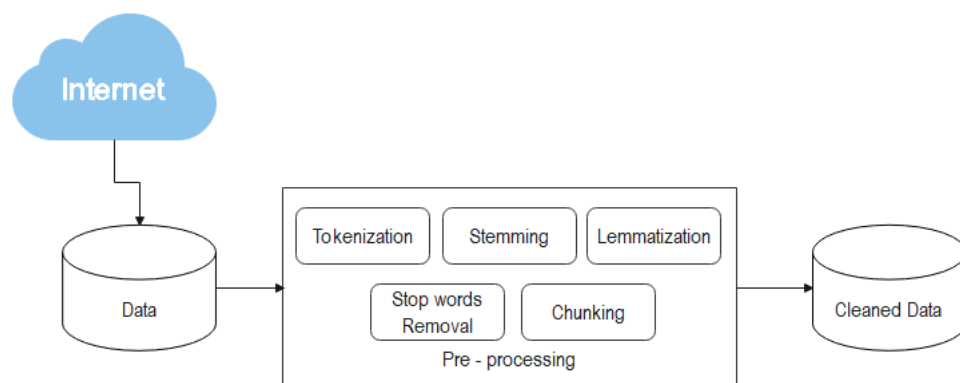 Internet
Tokenization
Stemming
Lemmatization
Stop words
Removal
Chunking
Data
Cleaned Data
Pre - processing